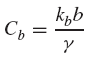 C_b = \frac{k_b b}{\gamma}